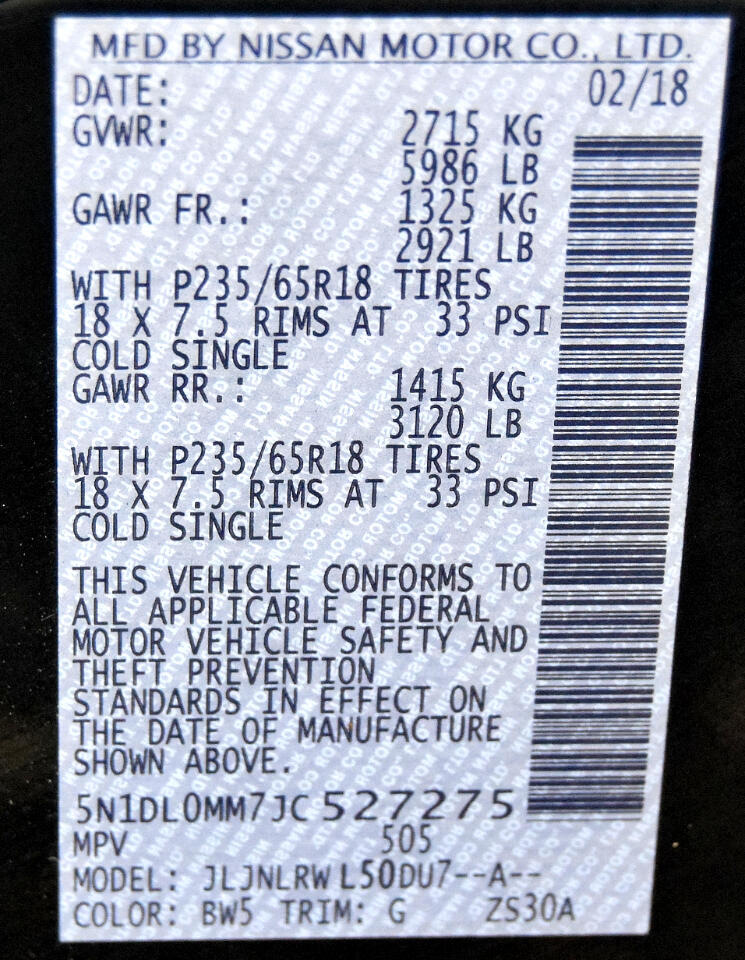 MFD BY NISSAN MOTOR CO., LTD.
DATE: 02/18
GVWR: 2715 KG
5986 LB
GAWR FR.: 1325 KG
2921 LB
WITH P235/65R18 TIRES
18 X 7.5 RIMS AT 33 PSI
COLD SINGLE
GAWR RR.: 1415 KG
3120 LB
WITH P235/65R18 TIRES
18 X 7.5 RIMS AT 33 PSI
COLD SINGLE
THIS VEHICLE CONFORMS TO
ALL APPLICABLE FEDERAL
MOTOR VEHICLE SAFETY AND
THEFT PREVENTION
STANDARDS IN EFFECT ON
THE DATE OF MANUFACTURE
SHOWN ABOVE.
5N1DL0MM7JC527275
MPV 505
MODEL: JLJNLRW L50DU7--A--
COLOR: BW5 TRIM: G ZS30A